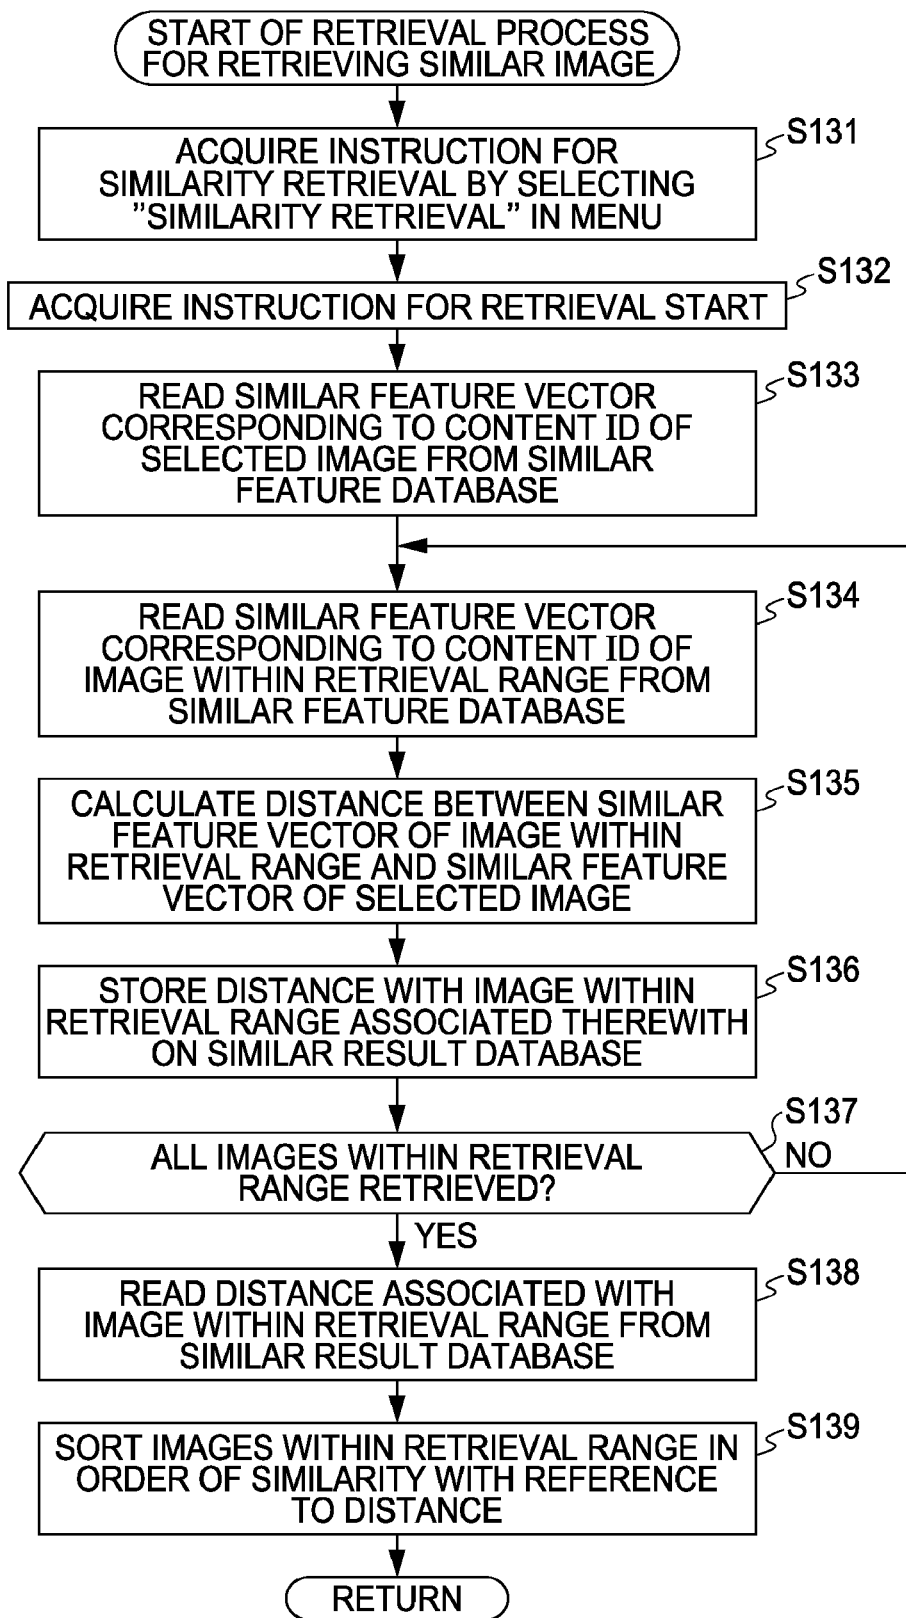 START OF RETRIEVAL PROCESS
FOR RETRIEVING SIMILAR IMAGE
S131
ACQUIRE INSTRUCTION FOR
SIMILARITY RETRIEVAL BY SELECTING
"SIMILARITY RETRIEVAL" IN MENU
S132
ACQUIRE INSTRUCTION FOR RETRIEVAL START
S133
READ SIMILAR FEATURE VECTOR
CORRESPONDING TO CONTENT ID OF
SELECTED IMAGE FROM SIMILAR
FEATURE DATABASE
S134
READ SIMILAR FEATURE VECTOR
CORRESPONDING TO CONTENT ID OF
IMAGE WITHIN RETRIEVAL RANGE FROM
SIMILAR FEATURE DATABASE
S135
CALCULATE DISTANCE BETWEEN SIMILAR
FEATURE VECTOR OF IMAGE WITHIN
RETRIEVAL RANGE AND SIMILAR FEATURE
VECTOR OF SELECTED IMAGE
S136
STORE DISTANCE WITH IMAGE WITHIN
RETRIEVAL RANGE ASSOCIATED THEREWITH
ON SIMILAR RESULT DATABASE
S137
ALL IMAGES WITHIN RETRIEVAL
RANGE RETRIEVED?
NO
YES
S138
READ DISTANCE ASSOCIATED WITH
IMAGE WITHIN RETRIEVAL RANGE FROM
SIMILAR RESULT DATABASE
S139
SORT IMAGES WITHIN RETRIEVAL RANGE IN
ORDER OF SIMILARITY WITH REFERENCE
TO DISTANCE
RETURN